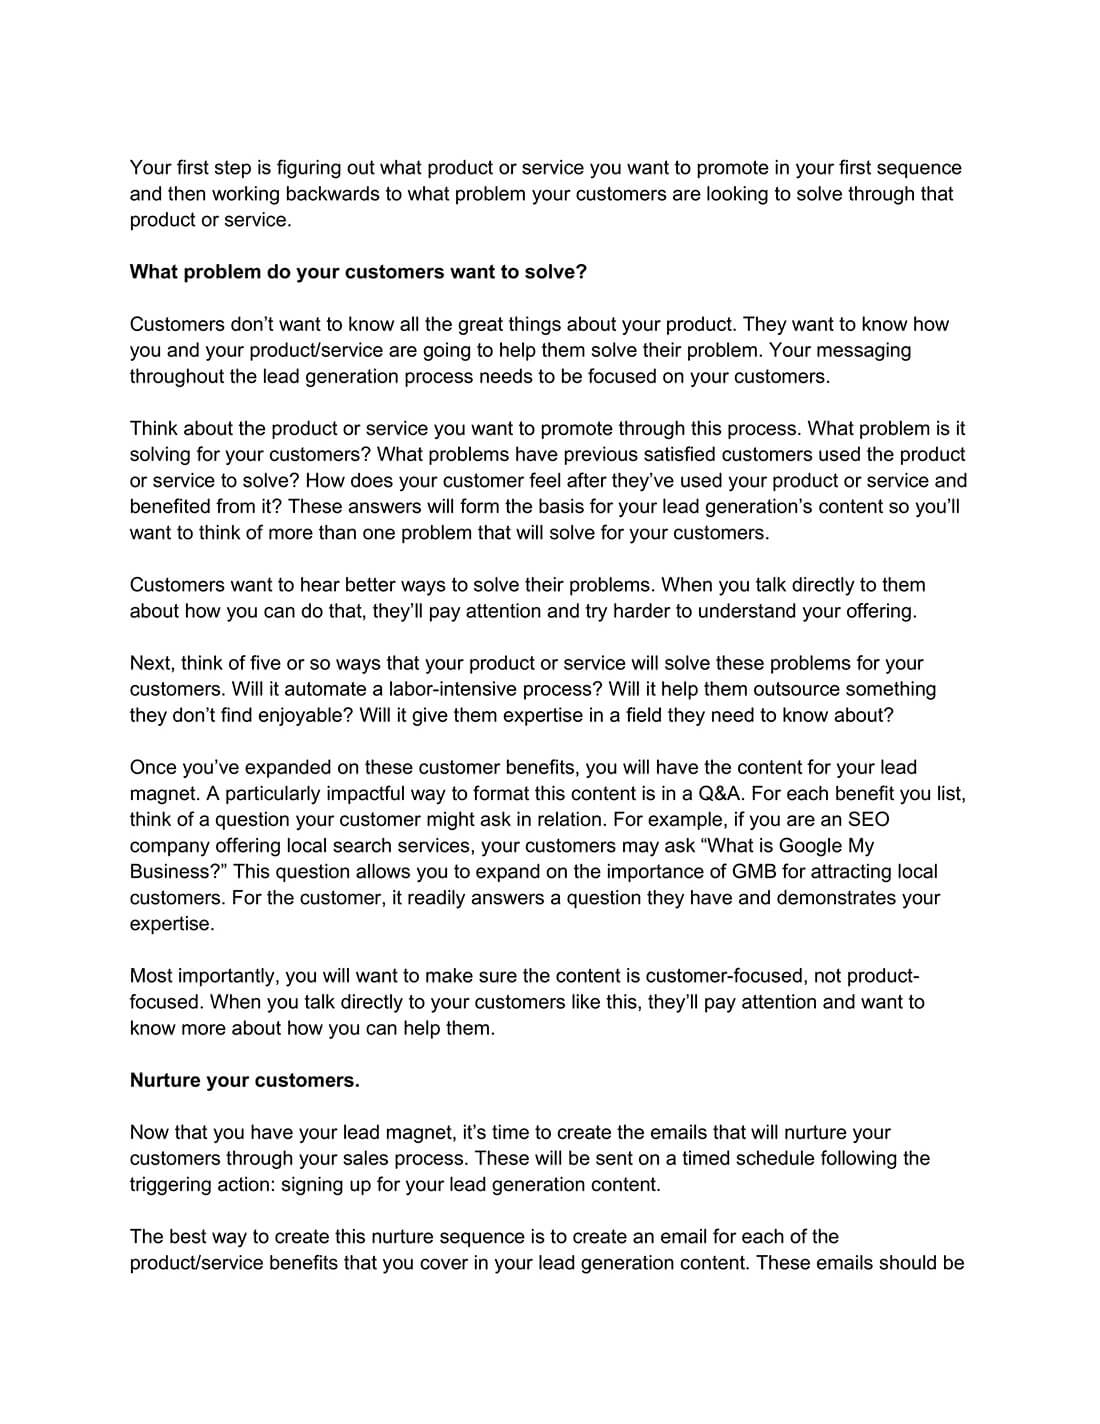 Your first step is figuring out what product or service you want to promote in your first sequence
and then working backwards to what problem your customers are looking to solve through that
product or service.
What problem do your customers want to solve?
Customers don’t want to know all the great things about your product. They want to know how
you and your product/service are going to help them solve their problem. Your messaging
throughout the lead generation process needs to be focused on your customers.
Think about the product or service you want to promote through this process. What problem is it
solving for your customers? What problems have previous satisfied customers used the product
or service to solve? How does your customer feel after they’ve used your product or service and
benefited from it? These answers will form the basis for your lead generation’s content so you’ll
want to think of more than one problem that will solve for your customers.
Customers want to hear better ways to solve their problems. When you talk directly to them
about how you can do that, they’ll pay attention and try harder to understand your offering.
Next, think of five or so ways that your product or service will solve these problems for your
customers. Will it automate a labor-intensive process? Will it help them outsource something
they don’t find enjoyable? Will it give them expertise in a field they need to know about?
Once you’ve expanded on these customer benefits, you will have the content for your lead
magnet. A particularly impactful way to format this content is in a Q&A. For each benefit you list,
think of a question your customer might ask in relation. For example, if you are an SEO
company offering local search services, your customers may ask “What is Google My
Business?” This question allows you to expand on the importance of GMB for attracting local
customers. For the customer, it readily answers a question they have and demonstrates your
expertise.
Most importantly, you will want to make sure the content is customer-focused, not product-
focused. When you talk directly to your customers like this, they’ll pay attention and want to
know more about how you can help them.
Nurture your customers.
Now that you have your lead magnet, it’s time to create the emails that will nurture your
customers through your sales process. These will be sent on a timed schedule following the
triggering action: signing up for your lead generation content.
The best way to create this nurture sequence is to create an email for each of the
product/service benefits that you cover in your lead generation content. These emails should be